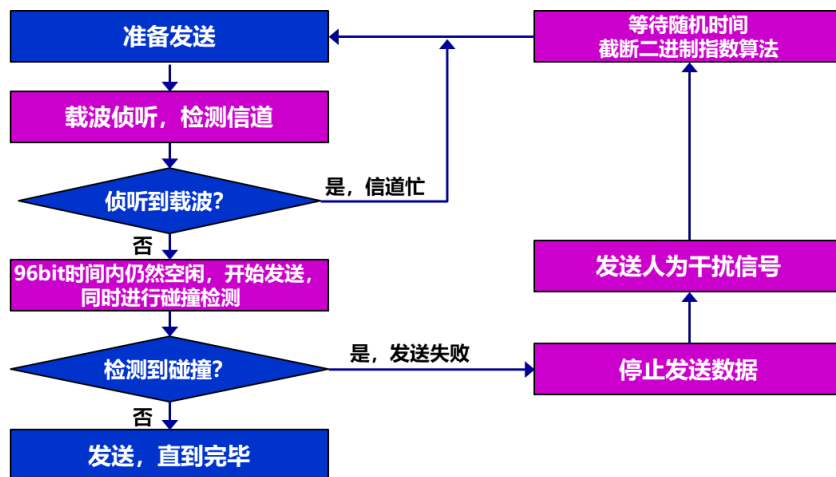 准备发送
等待随机时间
截断二进制指数算法
载波侦听，检测信道
侦听到载波?
是，信道忙
否
96bit时间内仍然空闲，开始发送，
同时进行碰撞检测
发送人为干扰信号
检测到碰撞?
是，发送失败
停止发送数据
否
发送，直到完毕